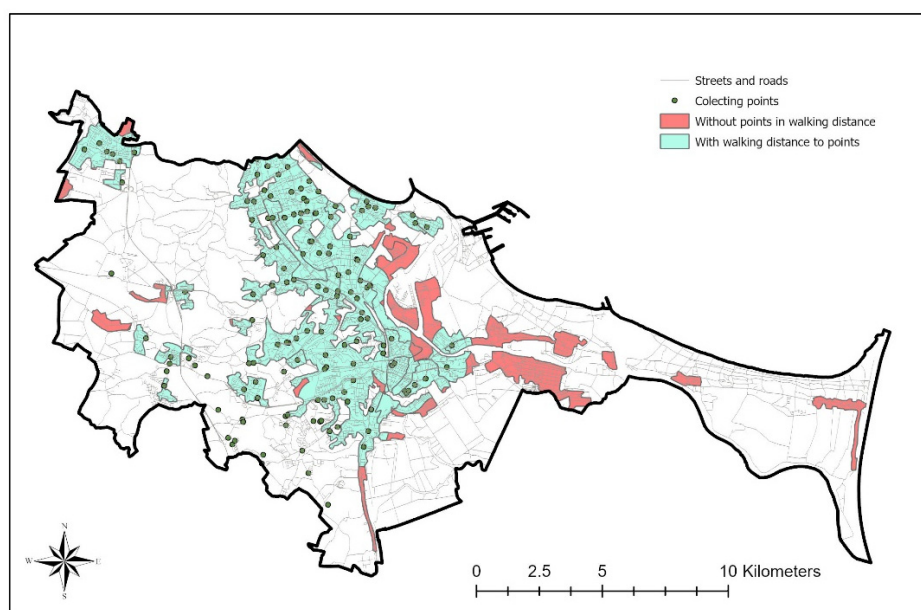 Streets and roads
Colecting points
Without points in walking distance
With walking distance to points
N
W E
S
0 2.5 5 10 Kilometers